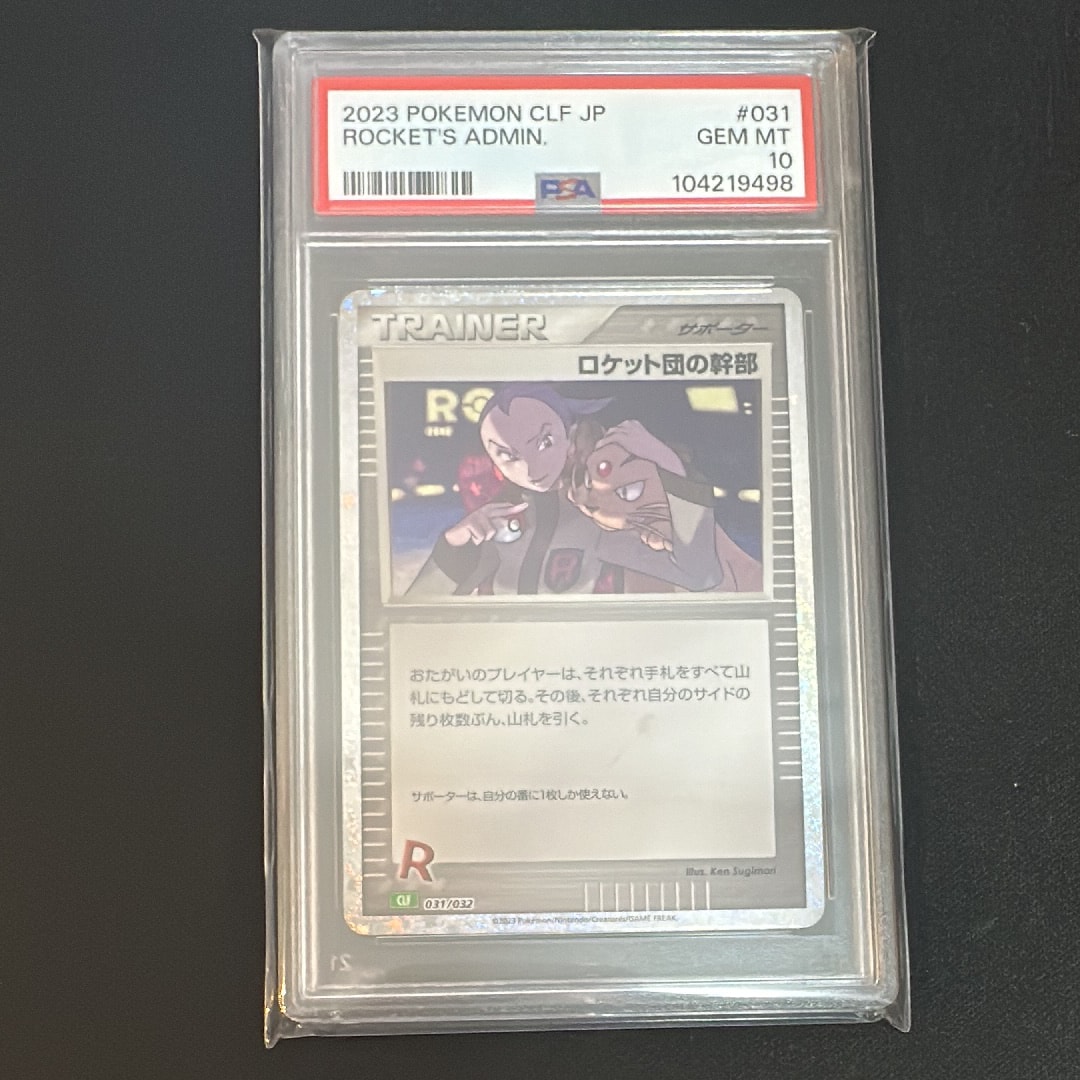 2023 POKEMON CLF JP
#031
ROCKET'S ADMIN.
GEM MT
10
PSA
104219498
TRAINER
サポーター
ロケット団の幹部
R
おたがいのプレイヤーは、それぞれ手札をすべて山
札にもどして切る。その後、それぞれ自分のサイドの
残り枚数ぶん、山札を引く。
サポーターは、自分の番に1枚しか使えない。
R
Illus. Ken Sugimori
CLF
031/032
©2023 Pokémon/Nintendo/Creatures/GAME FREAK.
21